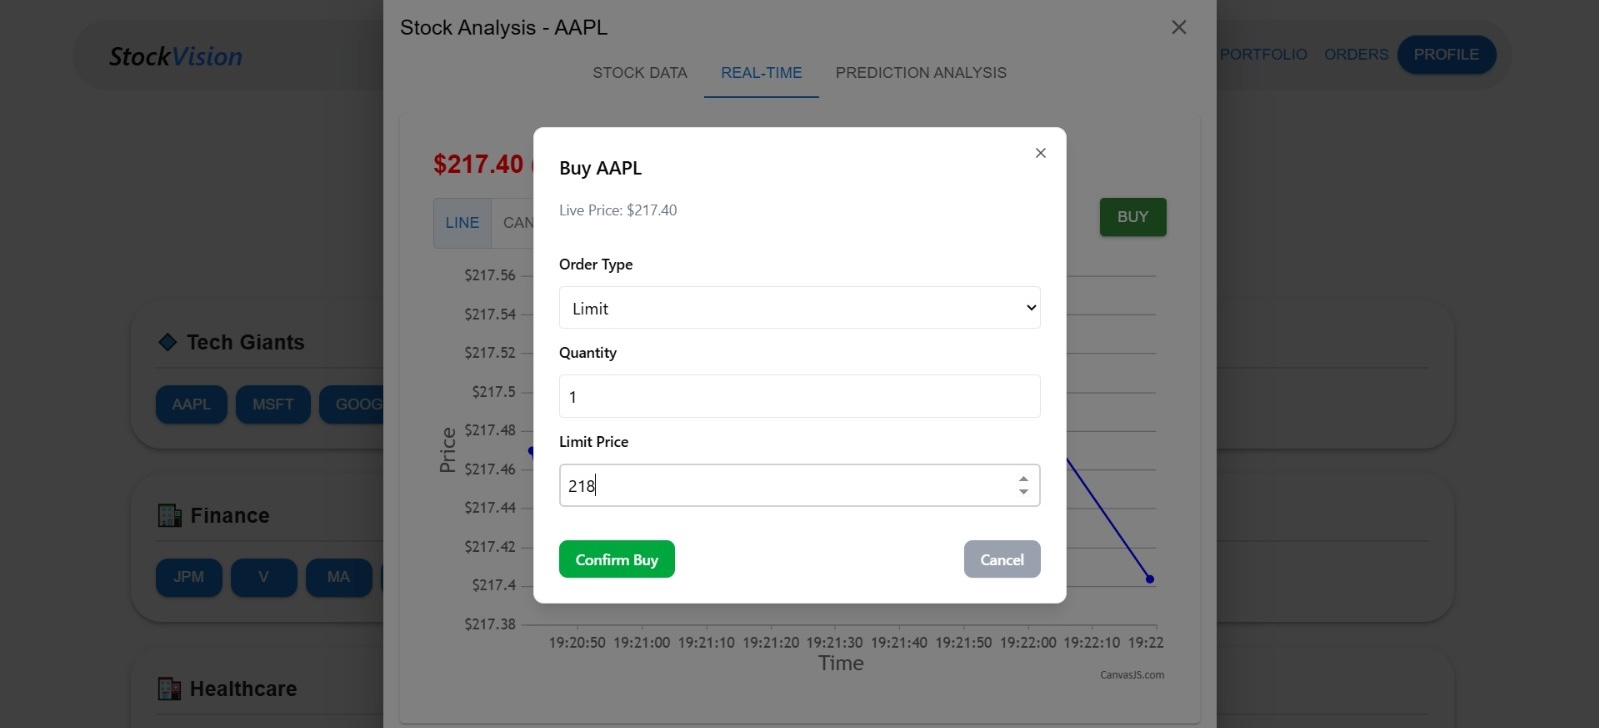 Stock Analysis - AAPL
StockVision
PORTFOLIO ORDERS PROFILE
STOCK DATA REAL-TIME PREDICTION ANALYSIS
$217.40
LINE
BUY
Buy AAPL
Live Price: $217.40
Order Type
Limit
Quantity
1
Limit Price
218
Confirm Buy Cancel
Tech Giants
AAPL MSFT GOOG
Finance
JPM V MA
Healthcare
Price
$217.56
$217.54
$217.52
$217.5
$217.48
$217.46
$217.44
$217.42
$217.4
$217.38
19:20:50 19:21:00 19:21:10 19:21:20 19:21:30 19:21:40 19:21:50 19:22:00 19:22:10 19:22
Time
CanvasJS.com